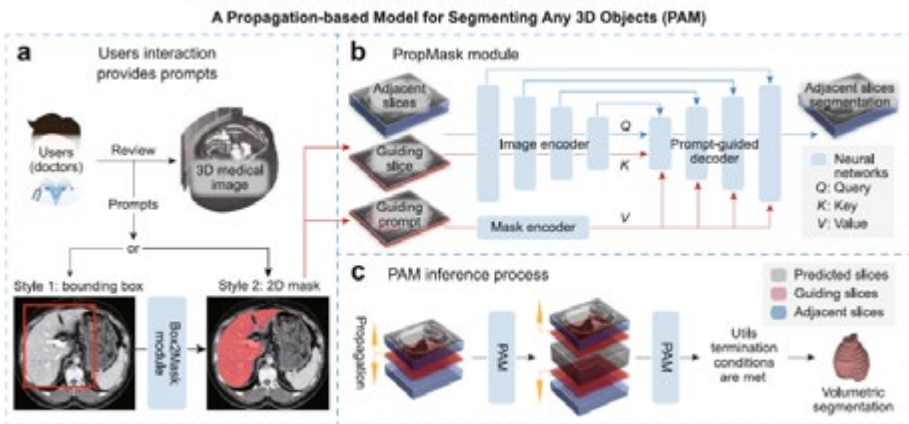 A Propagation-based Model for Segmenting Any 3D Objects (PAM)
a
Users interaction
provides prompts
Users
(doctors)
Review
3D medical
image
Prompts
or
Style 1: bounding box
Style 2: 2D mask
Box2Mask
module
b
PropMask module
Adjacent
slices
Guiding
slice
Guiding
prompt
Image encoder
Mask encoder
Q
K
V
Prompt-guided
decoder
Adjacent slices
segmentation
Neural
networks
Q: Query
K: Key
V: Value
c
PAM inference process
Predicted slices
Guiding slices
Adjacent slices
Propagation
PAM
PAM
Utils
termination
conditions
are met
Volumetric
segmentation